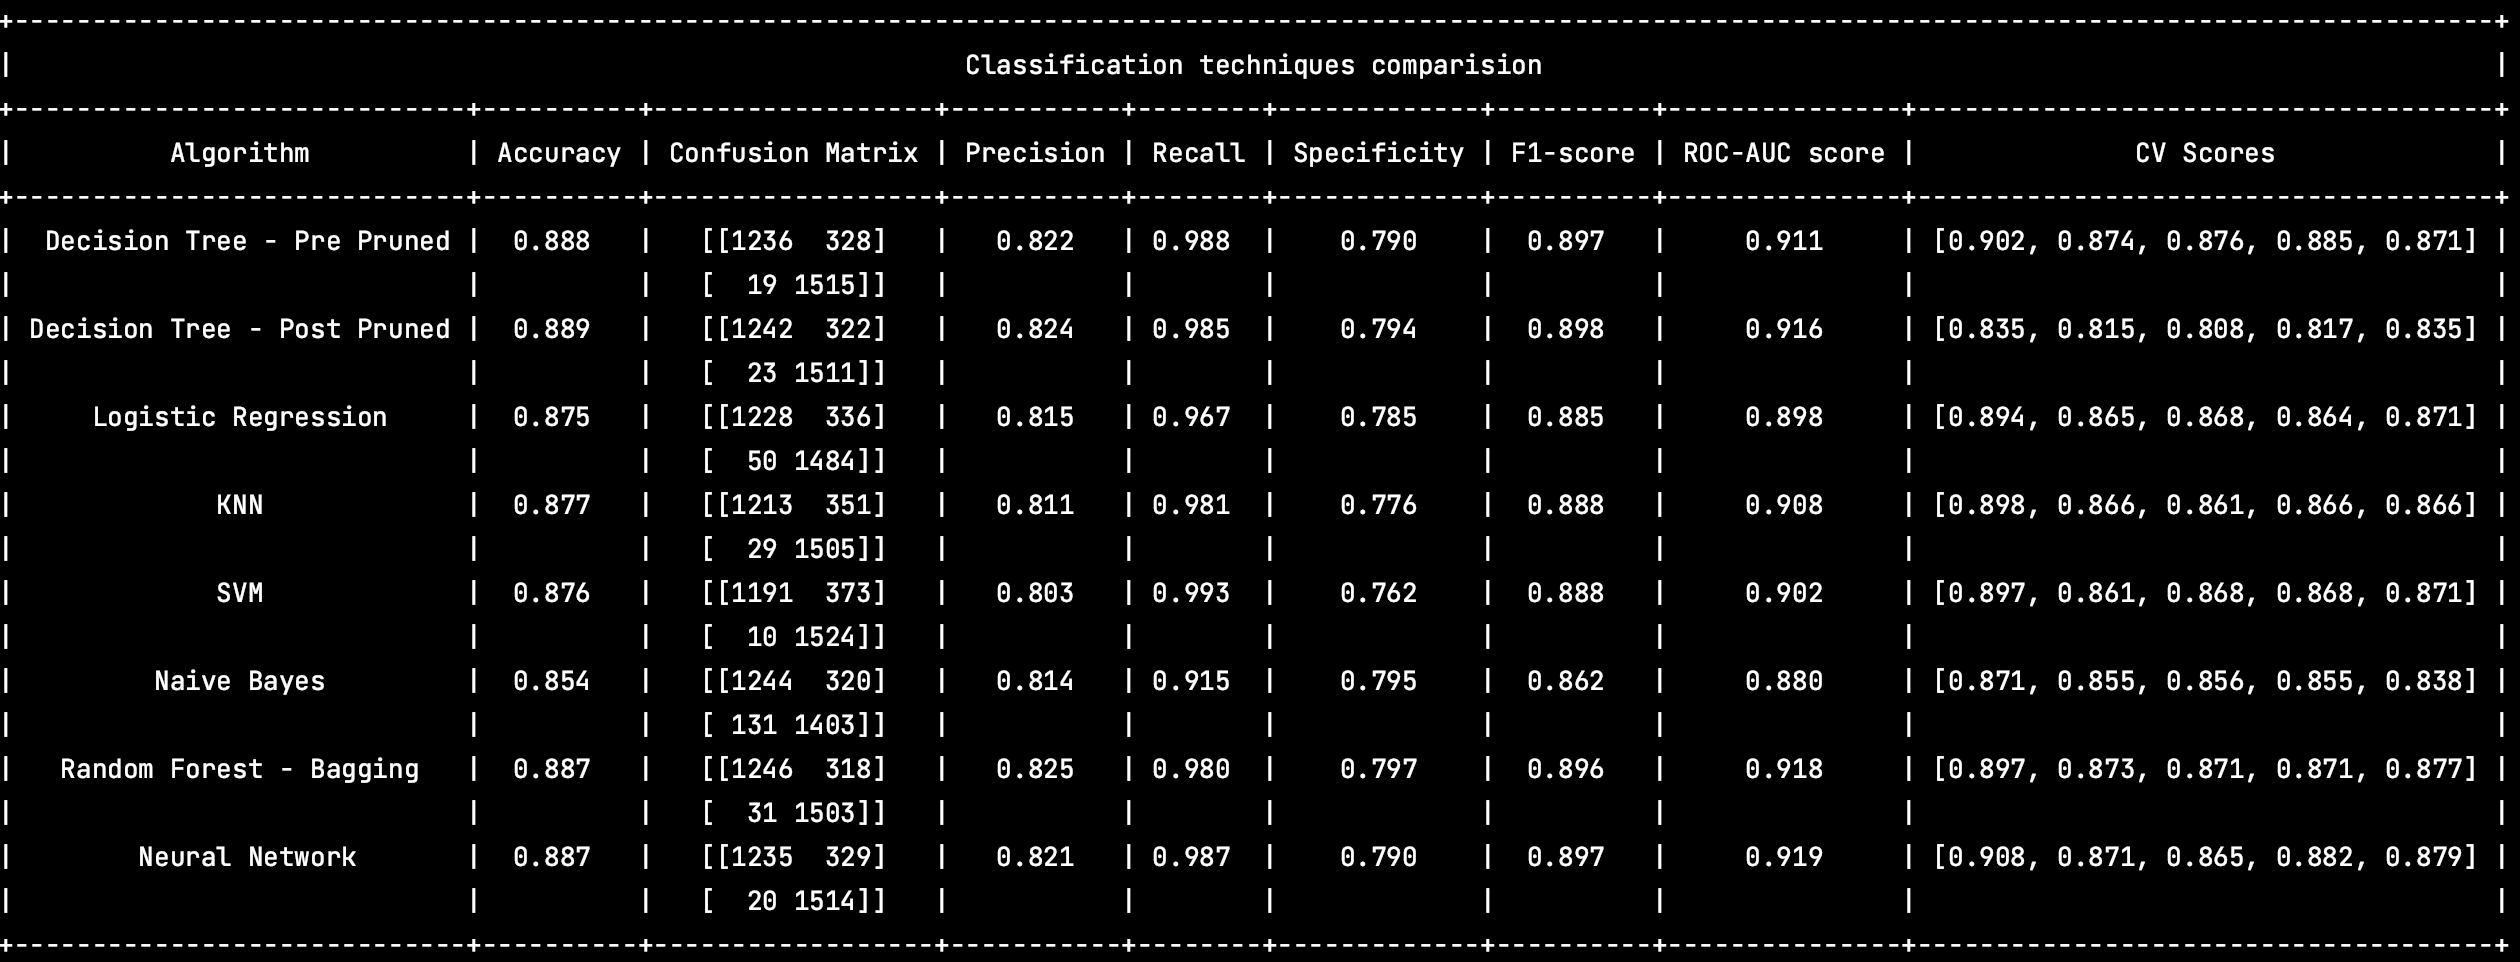 +-----------------------------+----------+------------------+-----------+--------+-------------+----------+--------------+-------------------------------------+
| Classification techniques comparision |
| Algorithm | Accuracy | Confusion Matrix | Precision | Recall | Specificity | F1-score | ROC-AUC score | CV Scores |
| Decision Tree - Pre Pruned | 0.888 | [[1236 328] | 0.822 | 0.988 | 0.790 | 0.897 | 0.911 | [0.902, 0.874, 0.876, 0.885, 0.871] |
| | | [ 19 1515]] | | | | | | |
| Decision Tree - Post Pruned | 0.889 | [[1242 322] | 0.824 | 0.985 | 0.794 | 0.898 | 0.916 | [0.835, 0.815, 0.808, 0.817, 0.835] |
| | | [ 23 1511]] | | | | | | |
| Logistic Regression | 0.875 | [[1228 336] | 0.815 | 0.967 | 0.785 | 0.885 | 0.898 | [0.894, 0.865, 0.868, 0.864, 0.871] |
| | | [ 50 1484]] | | | | | | |
| KNN | 0.877 | [[1213 351] | 0.811 | 0.981 | 0.776 | 0.888 | 0.908 | [0.898, 0.866, 0.861, 0.866, 0.866] |
| | | [ 29 1505]] | | | | | | |
| SVM | 0.876 | [[1191 373] | 0.803 | 0.993 | 0.762 | 0.888 | 0.902 | [0.897, 0.861, 0.868, 0.868, 0.871] |
| | | [ 10 1524]] | | | | | | |
| Naive Bayes | 0.854 | [[1244 320] | 0.814 | 0.915 | 0.795 | 0.862 | 0.880 | [0.871, 0.855, 0.856, 0.855, 0.838] |
| | | [ 131 1403]] | | | | | | |
| Random Forest - Bagging | 0.887 | [[1246 318] | 0.825 | 0.980 | 0.797 | 0.896 | 0.918 | [0.897, 0.873, 0.871, 0.871, 0.877] |
| | | [ 31 1503]] | | | | | | |
| Neural Network | 0.887 | [[1235 329] | 0.821 | 0.987 | 0.790 | 0.897 | 0.919 | [0.908, 0.871, 0.865, 0.882, 0.879] |
| | | [ 20 1514]] | | | | | | |